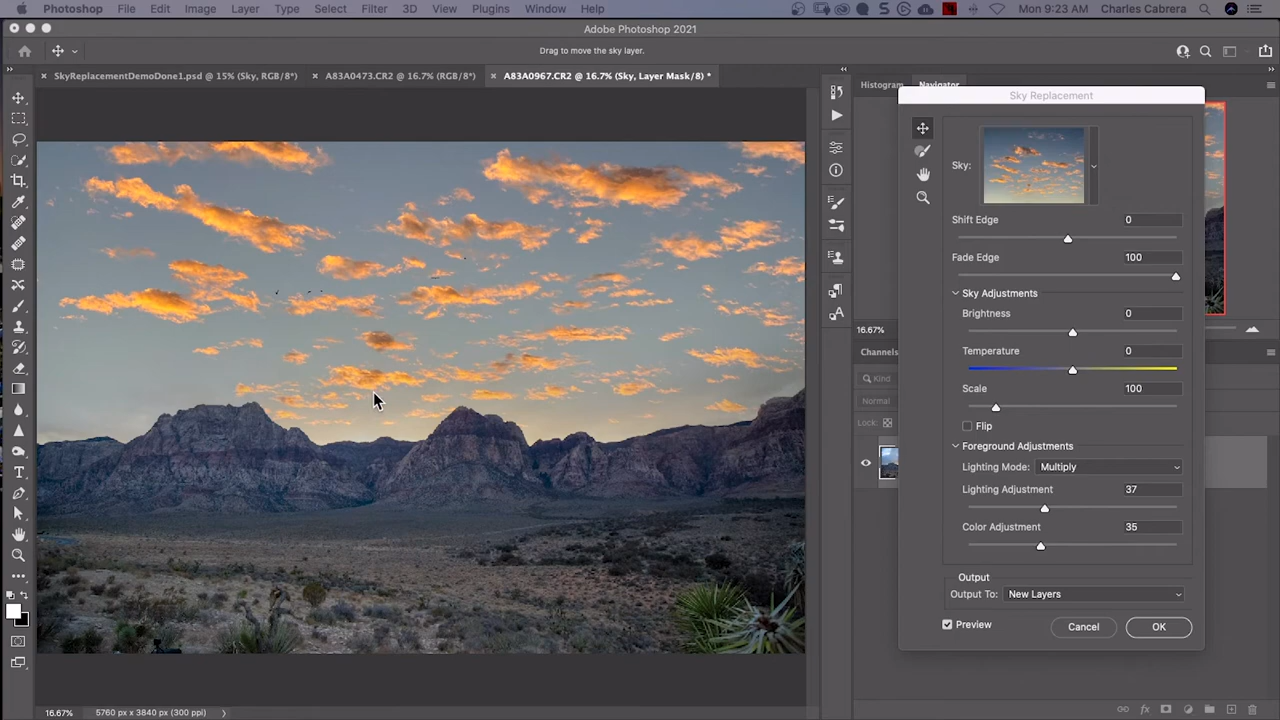 Photoshop File Edit Image Layer Type Select Filter 3D View Plugins Window Help Mon 9:23 AM Charles Cabrera
Adobe Photoshop 2021
Drag to move the sky layer.
SkyReplacementDemoDone1.psd @ 15% (Sky, RGB/8*)
A83A0473.CR2 @ 16.7% (RGB/8*)
A83A0967.CR2 @ 16.7% (Sky, Layer Mask/8) *
Histogram Navigator
Sky Replacement
Sky:
Shift Edge 0
Fade Edge 100
Sky Adjustments
Brightness 0
16.67%
Temperature 0
Channels
Kind
Scale 100
Normal
Lock:
Flip
Foreground Adjustments
Lighting Mode: Multiply
Lighting Adjustment 37
Color Adjustment 35
Output
Output To: New Layers
Preview Cancel OK
16.67% 5760 px x 3840 px (300 ppi)